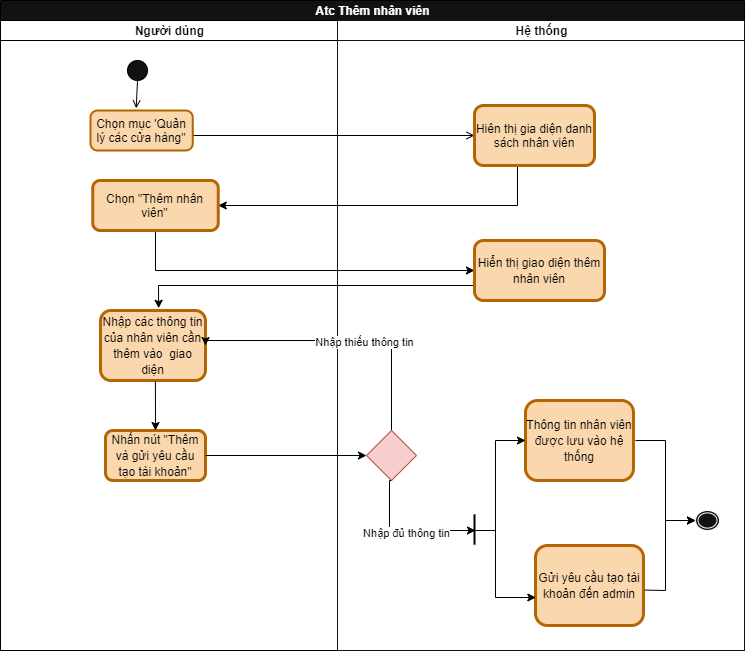 Atc Thêm nhân viên
Người dùng
Hệ thống
Chọn mục 'Quản
lý các cửa hàng"
Hiên thị gia diện danh
sách nhân viên
Chọn "Thêm nhân
viên"
Hiển thị giao diện thêm
nhân viên
Nhập các thông tin
của nhân viên cần
thêm vào giao
diện
Nhập thiếu thông tin
Nhấn nút "Thêm
và gửi yêu cầu
tạo tài khoản"
Thông tin nhân viên
được lưu vào hệ
thống
Nhập đủ thông tin
Gửi yêu cầu tạo tài
khoản đến admin